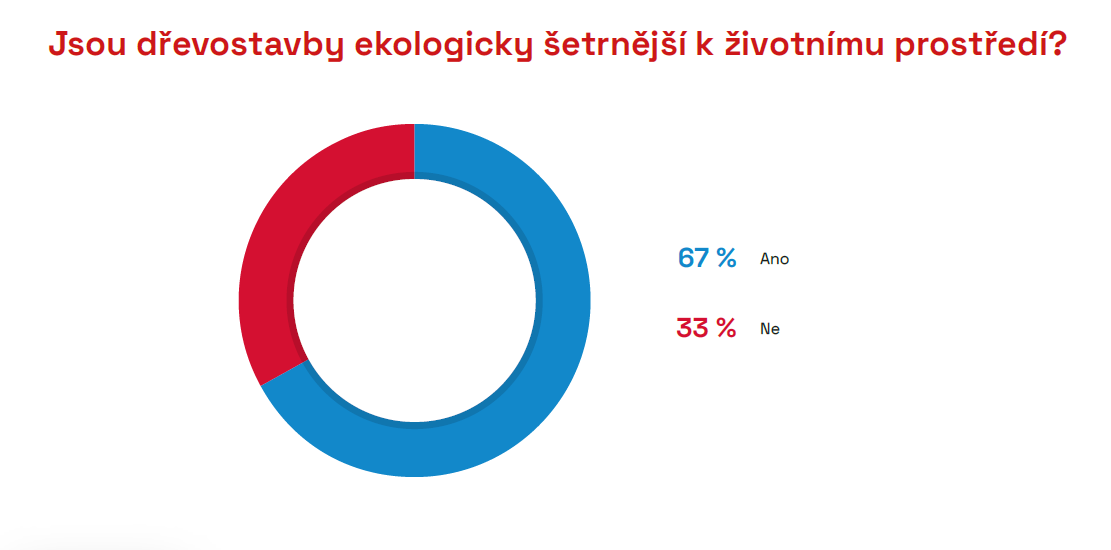 Jsou dřevostavby ekologicky šetrnější k životnímu prostředí?
67 % Ano
33 % Ne